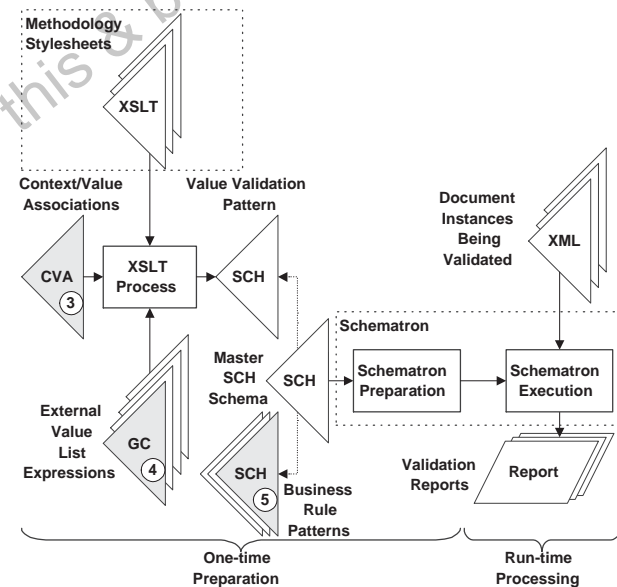 Methodology
Stylesheets
this & b
XSLT
Context/Value
Associations
Value Validation
Pattern
Document
Instances
Being
Validated
XML
CVA
3
XSLT
Process
SCH
Schematron
Master
SCH
Schema
SCH
Schematron
Preparation
Schematron
Execution
External
Value
List
Expressions
GC
4
SCH
5
Business
Rule
Patterns
Validation
Reports
Report
One-time
Preparation
Run-time
Processing